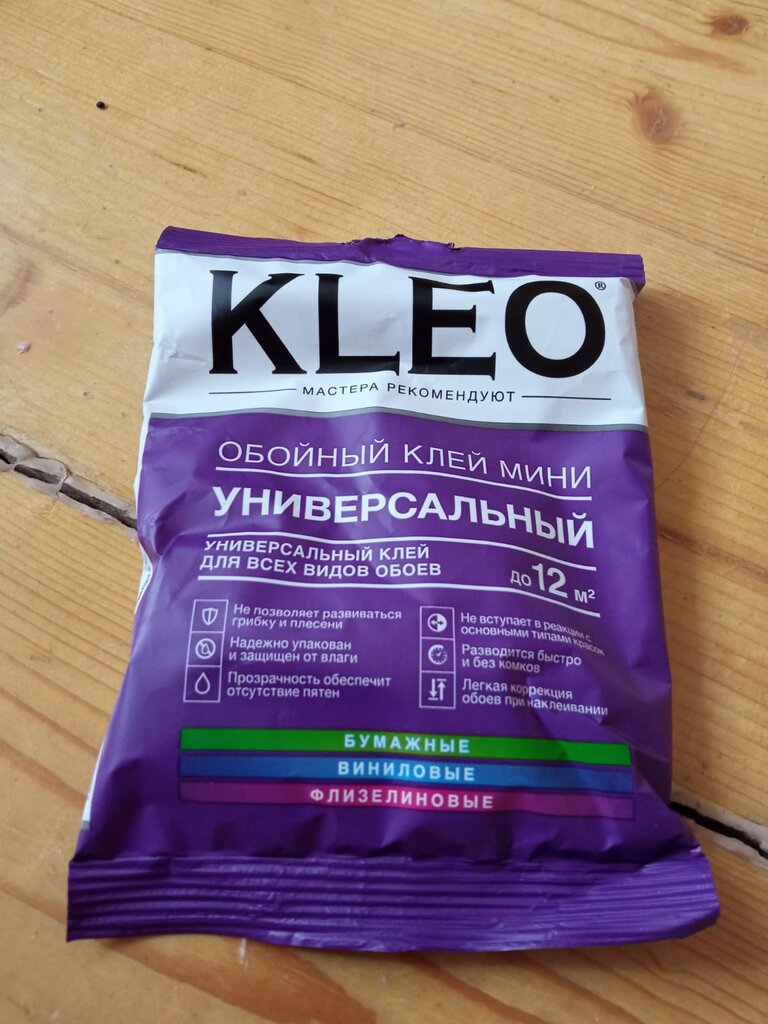 KLEO®
МАСТЕРА РЕКОМЕНДУЮТ
ОБОЙНЫЙ КЛЕЙ МИНИ
УНИВЕРСАЛЬНЫЙ
УНИВЕРСАЛЬНЫЙ КЛЕЙ
ДЛЯ ВСЕХ ВИДОВ ОБОЕВ
до 12 м²
Не позволяет развиваться
грибку и плесени
Надежно упакован
и защищен от влаги
Прозрачность обеспечит
отсутствие пятен
Не вступает в реакции с
основными типами красок
Разводится быстро
и без комков
Легкая коррекция
обоев при наклеивании
БУМАЖНЫЕ
ВИНИЛОВЫЕ
ФЛИЗЕЛИНОВЫЕ